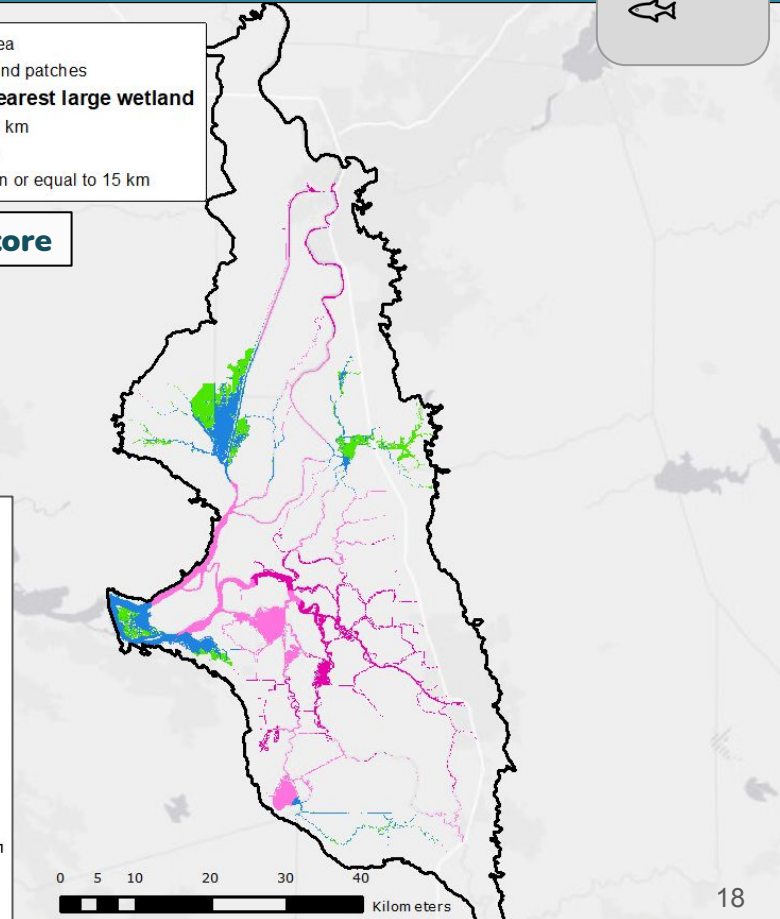 ea
nd patches
earest large wetland
km
n or equal to 15 km
tore
0 5 10 20 30 40
Kilometers
18